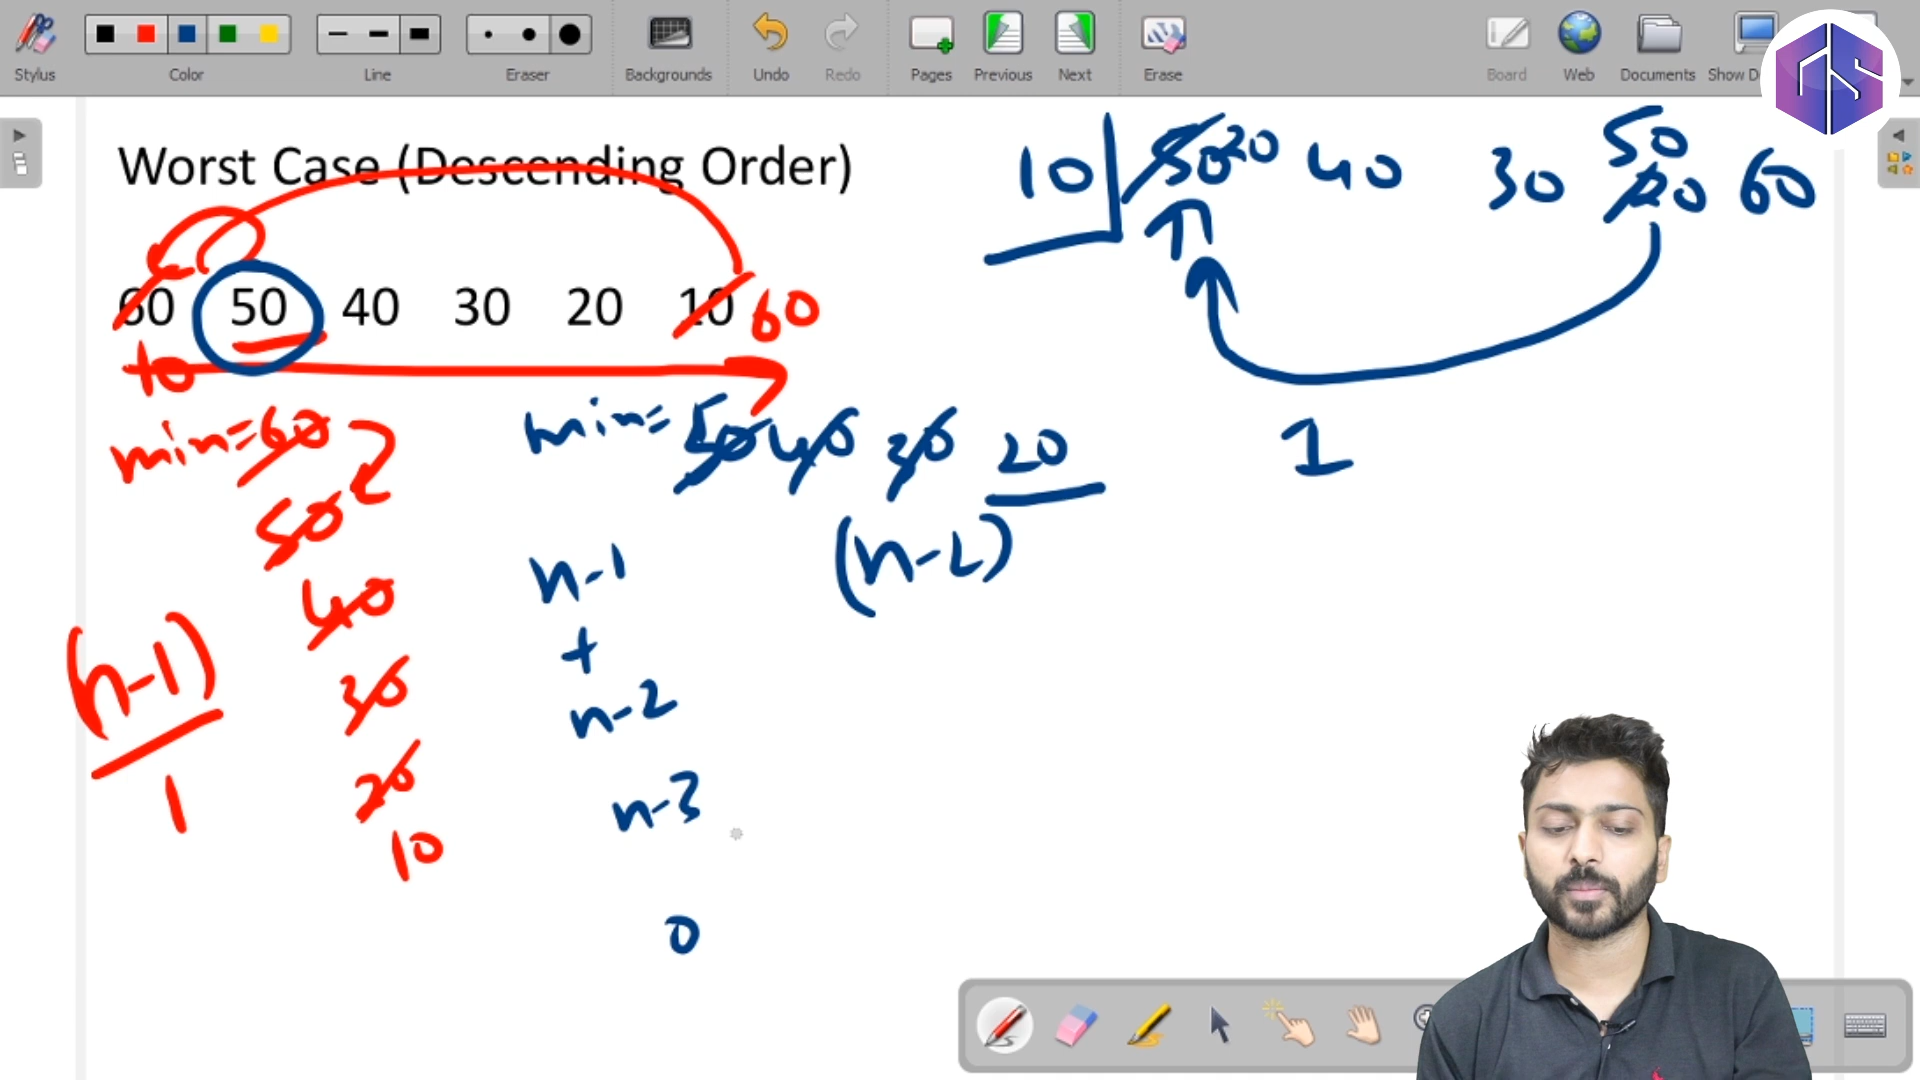 Stylus
Color
Line
Eraser
Backgrounds
Undo
Redo
Pages
Previous
Next
Erase
Board
Web
Documents
Worst Case (Descending Order)
10 50 20 40 30 50 20 60
60 50 40 30 20 10 60
10
min=60
50
40
30
20
10
min= 50 40 30 20
(n-2)
1
(n-1)
1
n-1
+
n-2
n-3
0